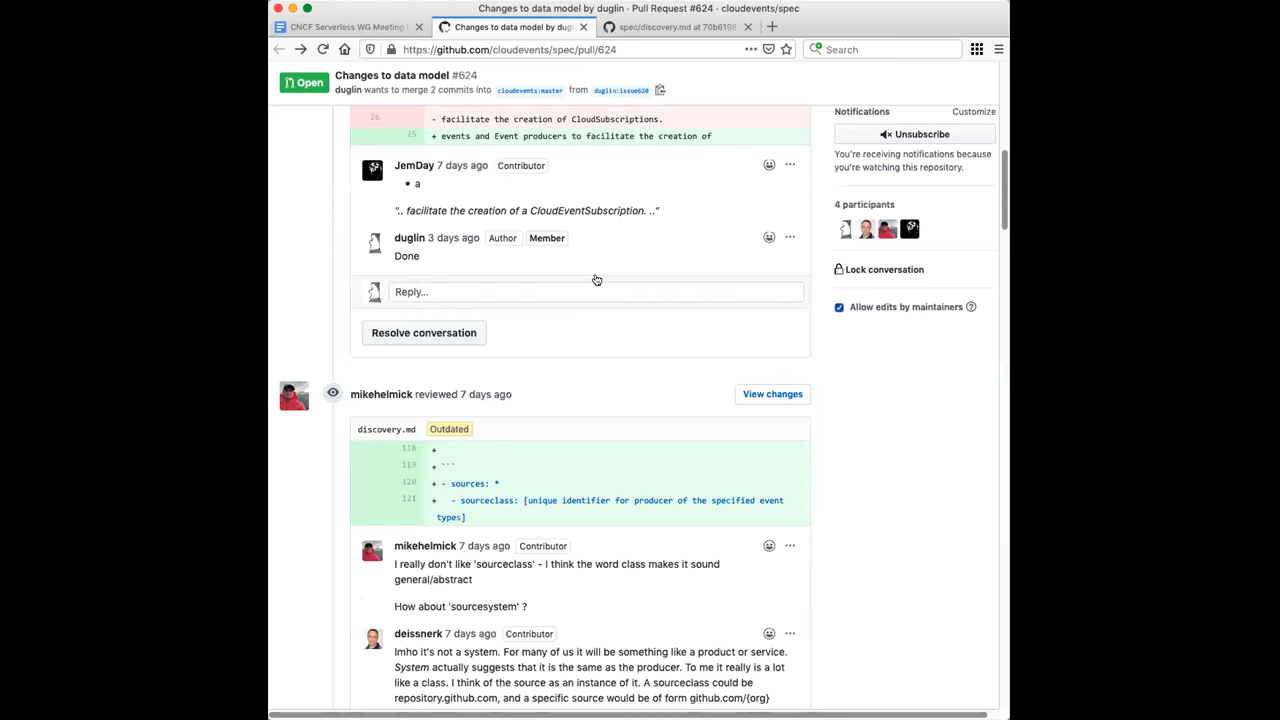 Changes to data model by duglin · Pull Request #624 · cloudevents/spec
CNCF Serverless WG Meeting
Changes to data model by dugl
spec/discovery.md at 70b6198
https://github.com/cloudevents/spec/pull/624
Search
Open
Changes to data model #624
duglin wants to merge 2 commits into cloudevents:master from duglin:issue620
26 - facilitate the creation of CloudSubscriptions.
25 + events and Event producers to facilitate the creation of
JemDay 7 days ago Contributor
• a
".. facilitate the creation of a CloudEventSubscription. .."
duglin 3 days ago Author Member
Done
Reply...
Resolve conversation
Notifications Customize
Unsubscribe
You're receiving notifications because
you're watching this repository.
4 participants
Lock conversation
Allow edits by maintainers
mikehelmick reviewed 7 days ago View changes
discovery.md Outdated
118 +
119 + ```
120 + - sources: *
121 + - sourceclass: [unique identifier for producer of the specified event
types]
mikehelmick 7 days ago Contributor
I really don't like 'sourceclass' - I think the word class makes it sound
general/abstract
How about 'sourcesystem' ?
deissnerk 7 days ago Contributor
Imho it's not a system. For many of us it will be something like a product or service.
System actually suggests that it is the same as the producer. To me it really is a lot
like a class. I think of the source as an instance of it. A sourceclass could be
repository.github.com, and a specific source would be of form github.com/{org}